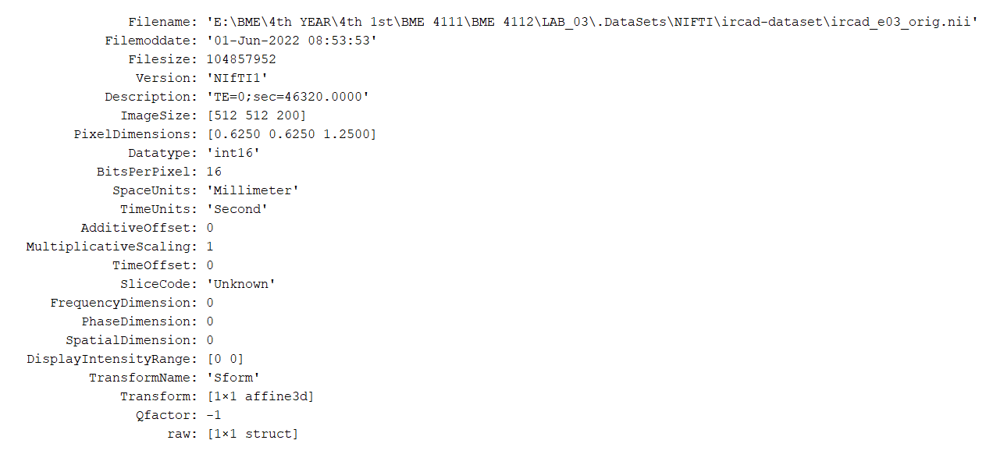 Filename: 'E:\BME\4th YEAR\4th 1st\BME 4111\BME 4112\LAB_03\.DataSets\NIFTI\ircad-dataset\ircad_e03_orig.nii'
Filemoddate: '01-Jun-2022 08:53:53'
Filesize: 104857952
Version: 'NIfTI1'
Description: 'TE=0;sec=46320.0000'
ImageSize: [512 512 200]
PixelDimensions: [0.6250 0.6250 1.2500]
Datatype: 'int16'
BitsPerPixel: 16
SpaceUnits: 'Millimeter'
TimeUnits: 'Second'
AdditiveOffset: 0
MultiplicativeScaling: 1
TimeOffset: 0
SliceCode: 'Unknown'
FrequencyDimension: 0
PhaseDimension: 0
SpatialDimension: 0
DisplayIntensityRange: [0 0]
TransformName: 'Sform'
Transform: [1×1 affine3d]
Qfactor: -1
raw: [1×1 struct]